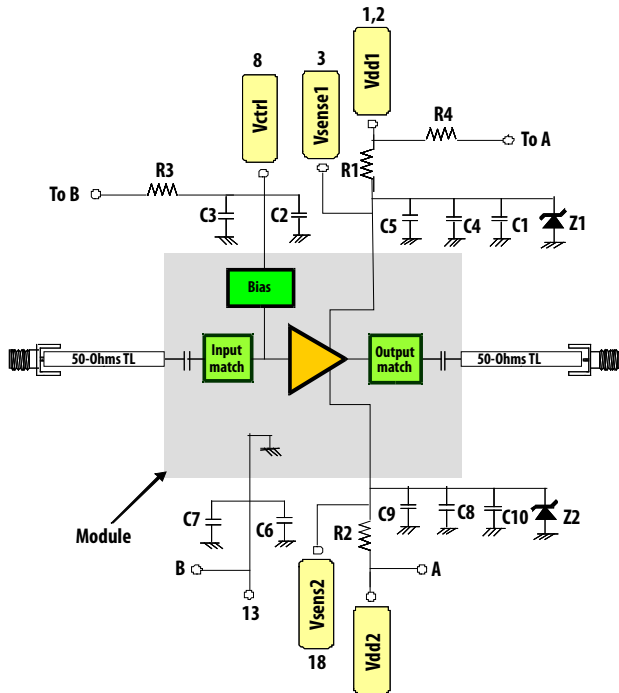 1,2
8
3
Vdd1
Vctrl
Vsense1
R4
To A
R3
R1
To B
C3
C2
C5
C4
C1
Z1
Bias
50-Ohms TL
Input
match
Output
match
50-Ohms TL
Module
C7
C6
R2
C9
C8
C10
Z2
B
A
13
Vsens2
Vdd2
18